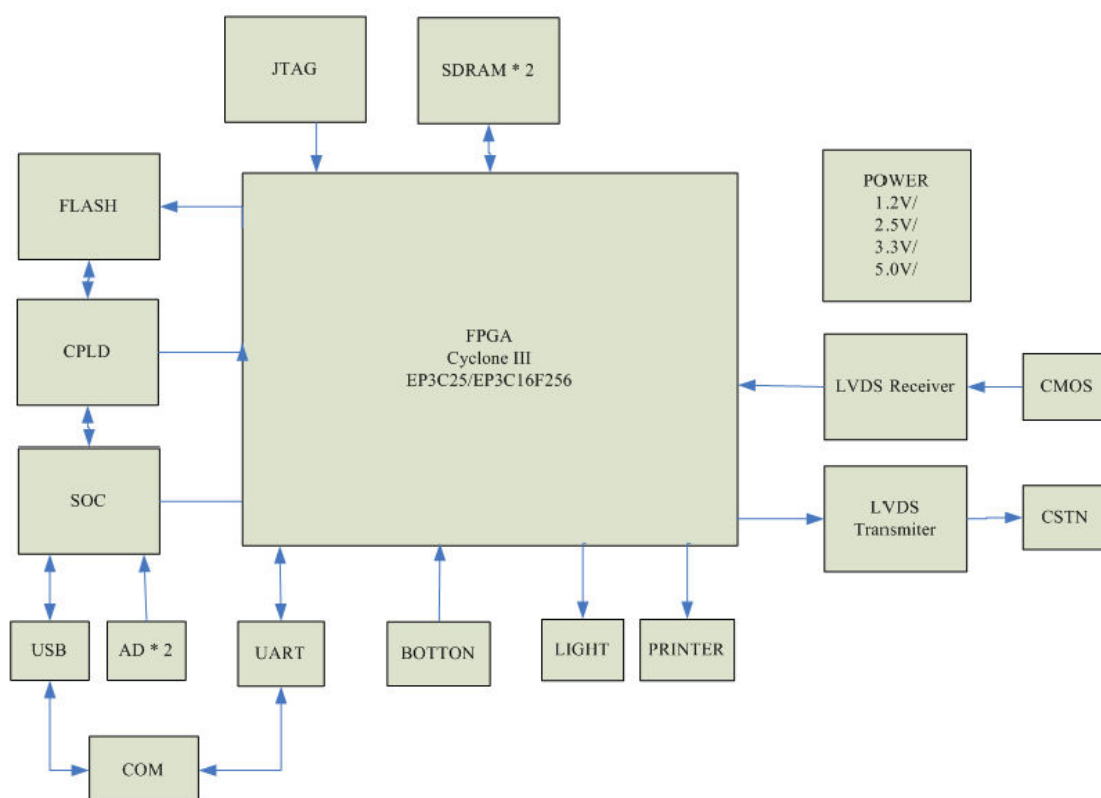 JTAG
SDRAM * 2
FLASH
POWER
1.2V/
2.5V/
3.3V/
5.0V/
CPLD
FPGA
Cyclone III
EP3C25/EP3C16F256
LVDS Receiver
CMOS
SOC
LVDS
Transmiter
CSTN
USB
AD * 2
UART
BOTTON
LIGHT
PRINTER
COM